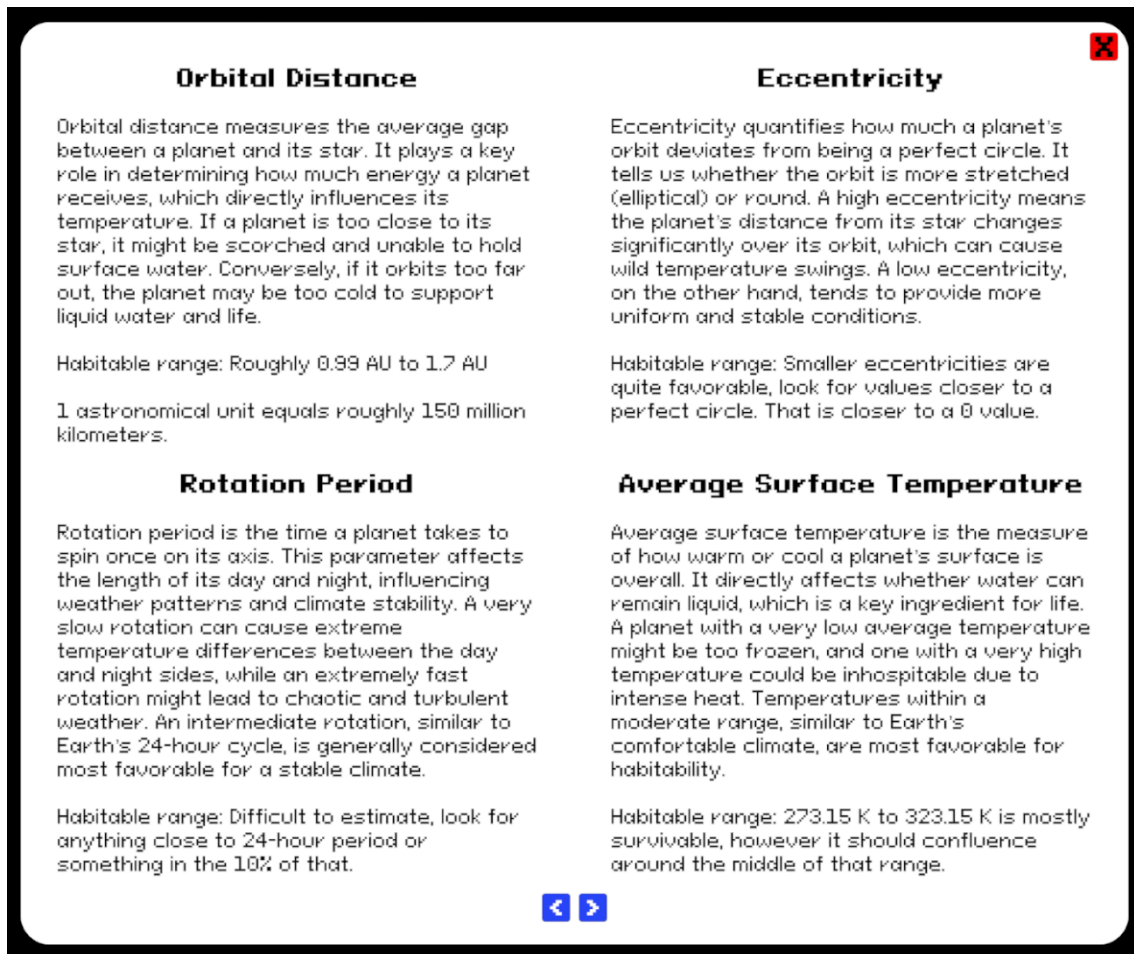 X
Orbital Distance
Orbital distance measures the average gap
between a planet and its star. It plays a key
role in determining how much energy a planet
receives, which directly influences its
temperature. If a planet is too close to its
star, it might be scorched and unable to hold
surface water. Conversely, if it orbits too far
out, the planet may be too cold to support
liquid water and life.
Habitable range: Roughly 0.99 AU to 1.7 AU
1 astronomical unit equals roughly 150 million
kilometers.
Eccentricity
Eccentricity quantifies how much a planet's
orbit deviates from being a perfect circle. It
tells us whether the orbit is more stretched
(elliptical) or round. A high eccentricity means
the planet's distance from its star changes
significantly over its orbit, which can cause
wild temperature swings. A low eccentricity,
on the other hand, tends to provide more
uniform and stable conditions.
Habitable range: Smaller eccentricities are
quite favorable, look for values closer to a
perfect circle. That is closer to a 0 value.
Rotation Period
Rotation period is the time a planet takes to
spin once on its axis. This parameter affects
the length of its day and night, influencing
weather patterns and climate stability. A very
slow rotation can cause extreme
temperature differences between the day
and night sides, while an extremely fast
rotation might lead to chaotic and turbulent
weather. An intermediate rotation, similar to
Earth's 24-hour cycle, is generally considered
most favorable for a stable climate.
Habitable range: Difficult to estimate, look for
anything close to 24-hour period or
something in the 10% of that.
Average Surface Temperature
Average surface temperature is the measure
of how warm or cool a planet's surface is
overall. It directly affects whether water can
remain liquid, which is a key ingredient for life.
A planet with a very low average temperature
might be too frozen, and one with a very high
temperature could be inhospitable due to
intense heat. Temperatures within a
moderate range, similar to Earth's
comfortable climate, are most favorable for
habitability.
Habitable range: 273.15 K to 323.15 K is mostly
survivable, however it should confluence
around the middle of that range.
< >